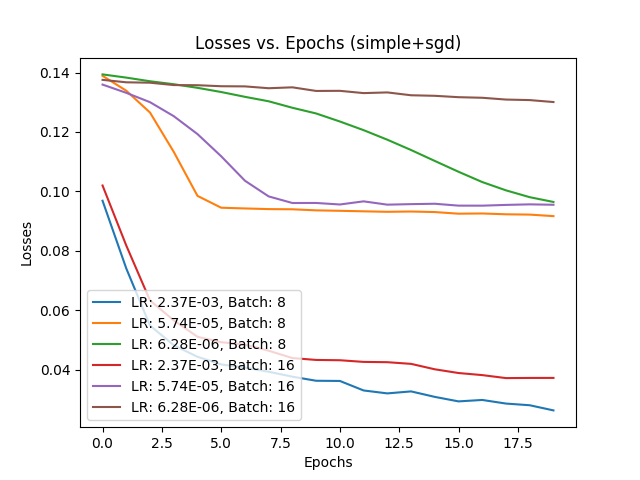 Losses vs. Epochs (simple+sgd)
0.14
0.12
0.10
0.08
0.06
0.04
Losses
LR: 2.37E-03, Batch: 8
LR: 5.74E-05, Batch: 8
LR: 6.28E-06, Batch: 8
LR: 2.37E-03, Batch: 16
LR: 5.74E-05, Batch: 16
LR: 6.28E-06, Batch: 16
0.0 2.5 5.0 7.5 10.0 12.5 15.0 17.5
Epochs